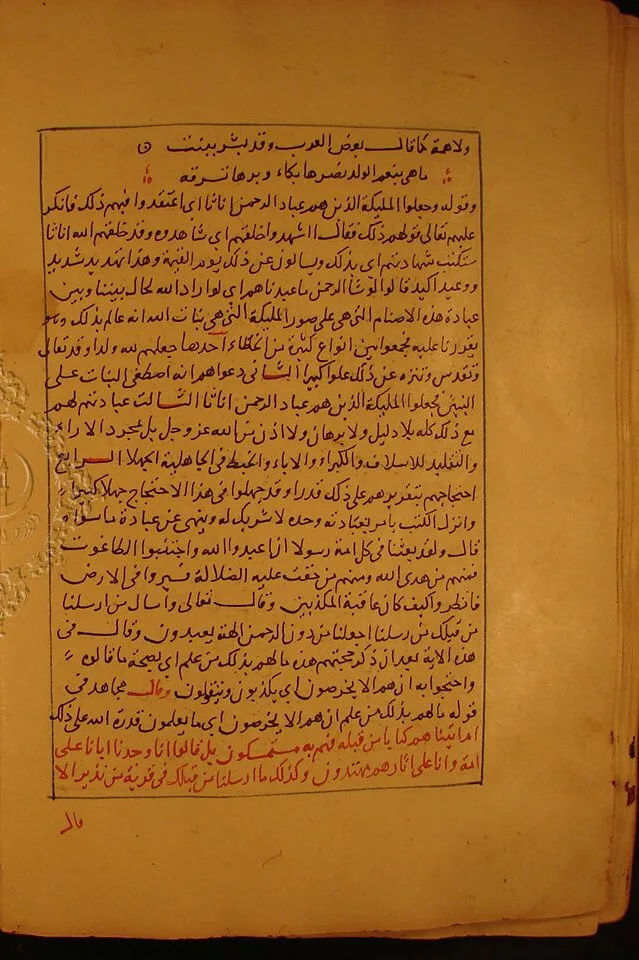 ولا همة كما قال بعض العرب وقد بشر ببنت
ما هي بنعم الولد نصرها بكاء وبرها سرقة
وقوله وجعلوا المليكة الذين هم عباد الرحمن اناثا اي اعتقدوا فيهم ذلك فانكر
عليهم تعالى قولهم ذلك فقال ااشهدوا خلقهم اي شاهدوه وقد خلقهم الله اناثا
ستكتب شهادتهم اي بذلك ويسالون عن ذلك يوم القيمة وهذا تهديد شديد
ووعيد اكيد قالوا لو شا الرحمن ما عبدناهم اي لو اراد الله لحال بيننا وبين
عبادة هذه الاصنام التي هي على صور المليكة التي هي بنات الله انه عالم بذلك وهو
يقررنا عليه فجمعوا بين انواع كثيرة من الخطاء احدها جعلهم لله ولدا وقد تعالى
وتقدس وتنزه عن ذلك علوا كبيرا الثاني دعواهم انه اصطفى البنات على
البنين فجعلوا المليكة الذين هم عباد الرحمن اناثا الثالث عبادتهم لهم
مع ذلك كله بلا دليل ولا برهان ولا اذن من الله عز وجل بل بمجرد الاراء
والتقليد للاسلاف والكبراء والاباء والخبط في الجاهلية الجهلا الرابع
احتجاجهم بتقريرهم على ذلك قدرا وقد جهلوا في هذا الاحتجاج جهلا كبيرا
وانزل الكتب يامر بعبادته وحده لا شريك له وينهى عن عبادة ما سواه
قال ولقد بعثنا في كل امة رسولا ان اعبدوا الله واجتنبوا الطاغوت
فمنهم من هدى الله ومنهم من حقت عليه الضلالة فسيروا في الارض
فانظروا كيف كان عاقبة المكذبين وقال تعالى واسال من ارسلنا
من قبلك من رسلنا اجعلنا من دون الرحمن الهة يعبدون وقال في
هذه الاية بعد ان ذكر حجتهم هذه ما لهم بذلك من علم اي بصحة ما قالوه
واحتجوا به ان هم الا يخرصون اي يكذبون ويتقولون وقال مجاهد في
قوله ما لهم بذلك من علم ان هم الا يخرصون اي ما يعلمون قدرة الله على ذلك
ام اتيناهم كتابا من قبله فهم به مستمسكون بل قالوا انا وجدنا اباءنا على
امة وانا على اثارهم مهتدون وكذلك ما ارسلنا من قبلك في قرية من نذير الا
قال